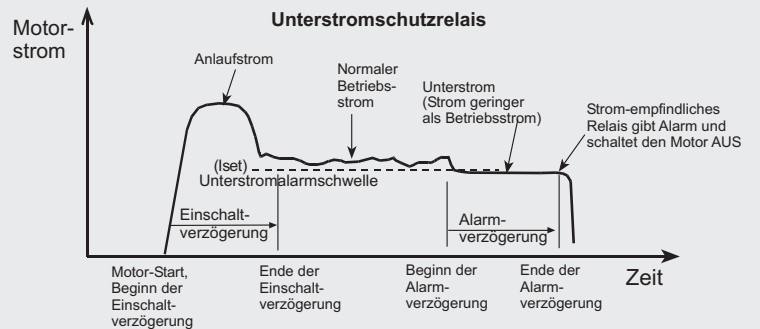 Unterstromschutzrelais
Motor-
strom
Anlaufstrom
Normaler
Betriebs-
strom
Unterstrom
(Strom geringer
als Betriebsstrom)
Strom-empfindliches
Relais gibt Alarm und
schaltet den Motor AUS
(Iset)
Unterstromalarmschwelle
Einschalt-
verzögerung
Alarm-
verzögerung
Motor-Start,
Beginn der
Einschalt-
verzögerung
Ende der
Einschalt-
verzögerung
Beginn der
Alarm-
verzögerung
Ende der
Alarm-
verzögerung
Zeit